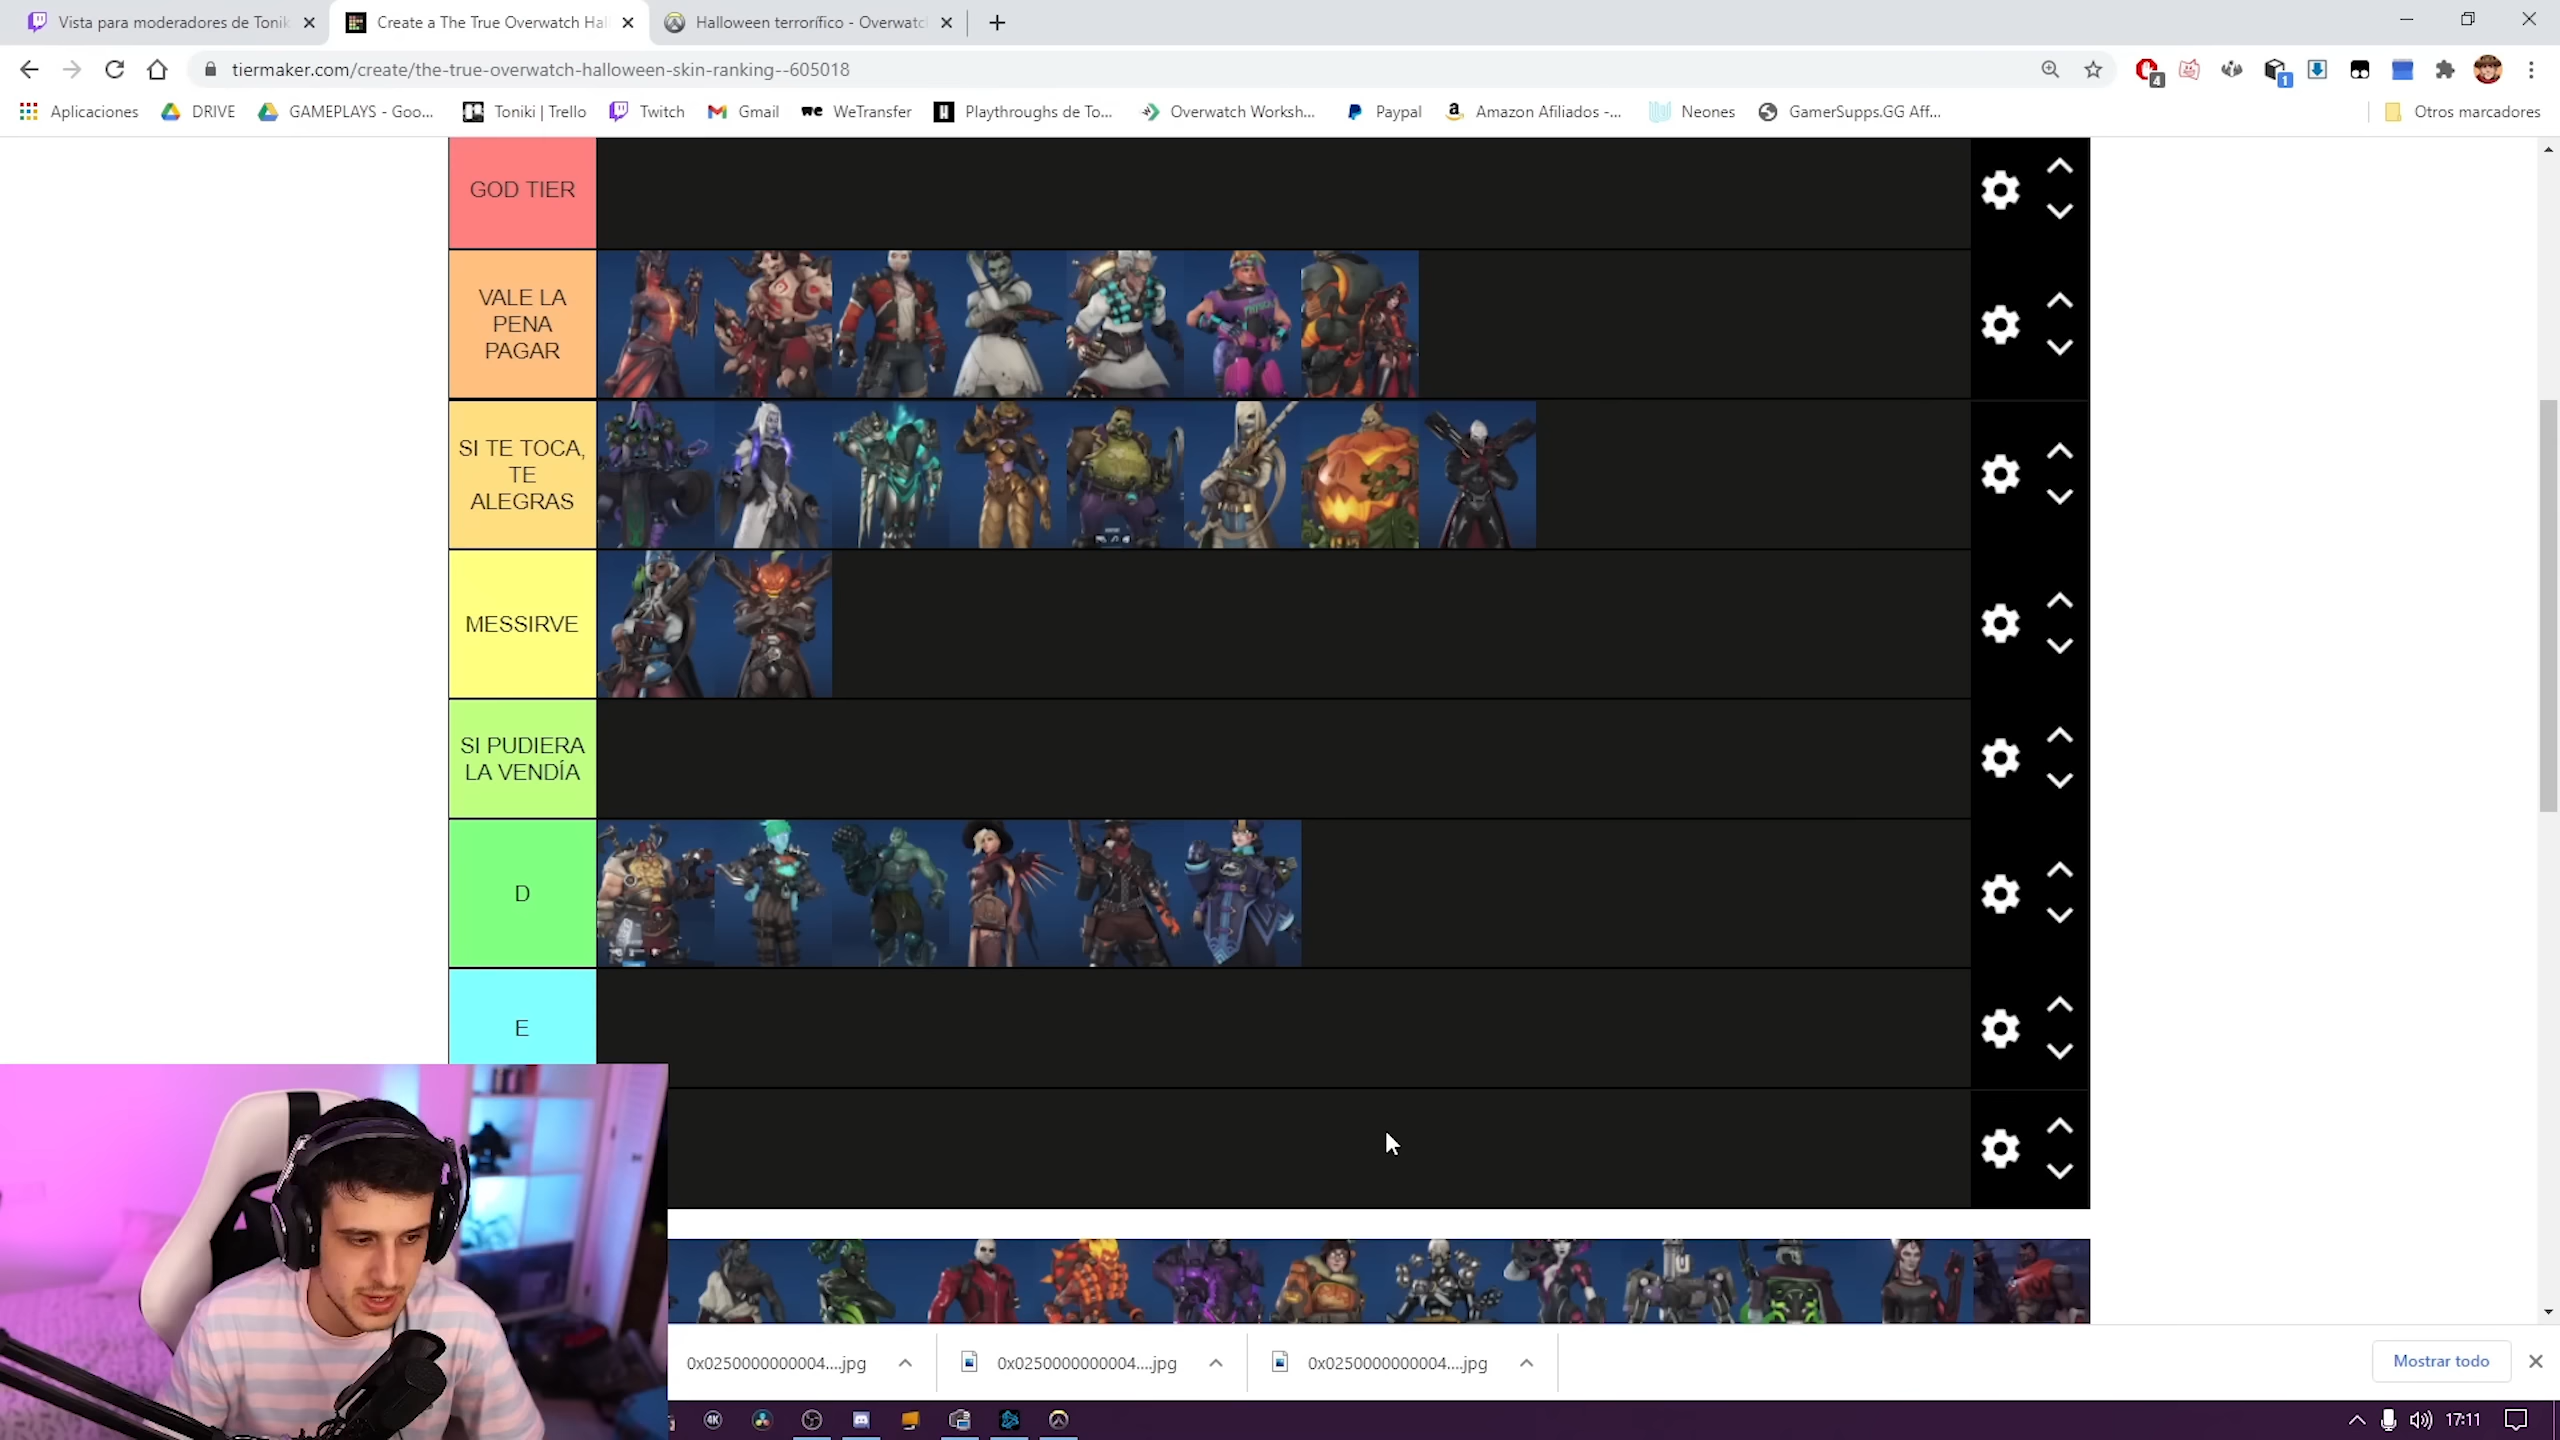 Vista para moderadores de Tonik
Create a The True Overwatch Hal
Halloween terrorífico - Overwatc
tiermaker.com/create/the-true-overwatch-halloween-skin-ranking--605018
4
1
Aplicaciones
DRIVE
GAMEPLAYS - Goo...
Toniki | Trello
Twitch
Gmail
WeTransfer
Playthroughs de To...
Overwatch Worksh...
Paypal
Amazon Afiliados -...
Neones
GamerSupps.GG Aff...
Otros marcadores
GOD TIER
VALE LA
PENA
PAGAR
SI TE TOCA,
TE
ALEGRAS
MESSIRVE
SI PUDIERA
LA VENDÍA
D
E
0x0250000000004....jpg
0x0250000000004....jpg
0x0250000000004....jpg
Mostrar todo
4K
17:11